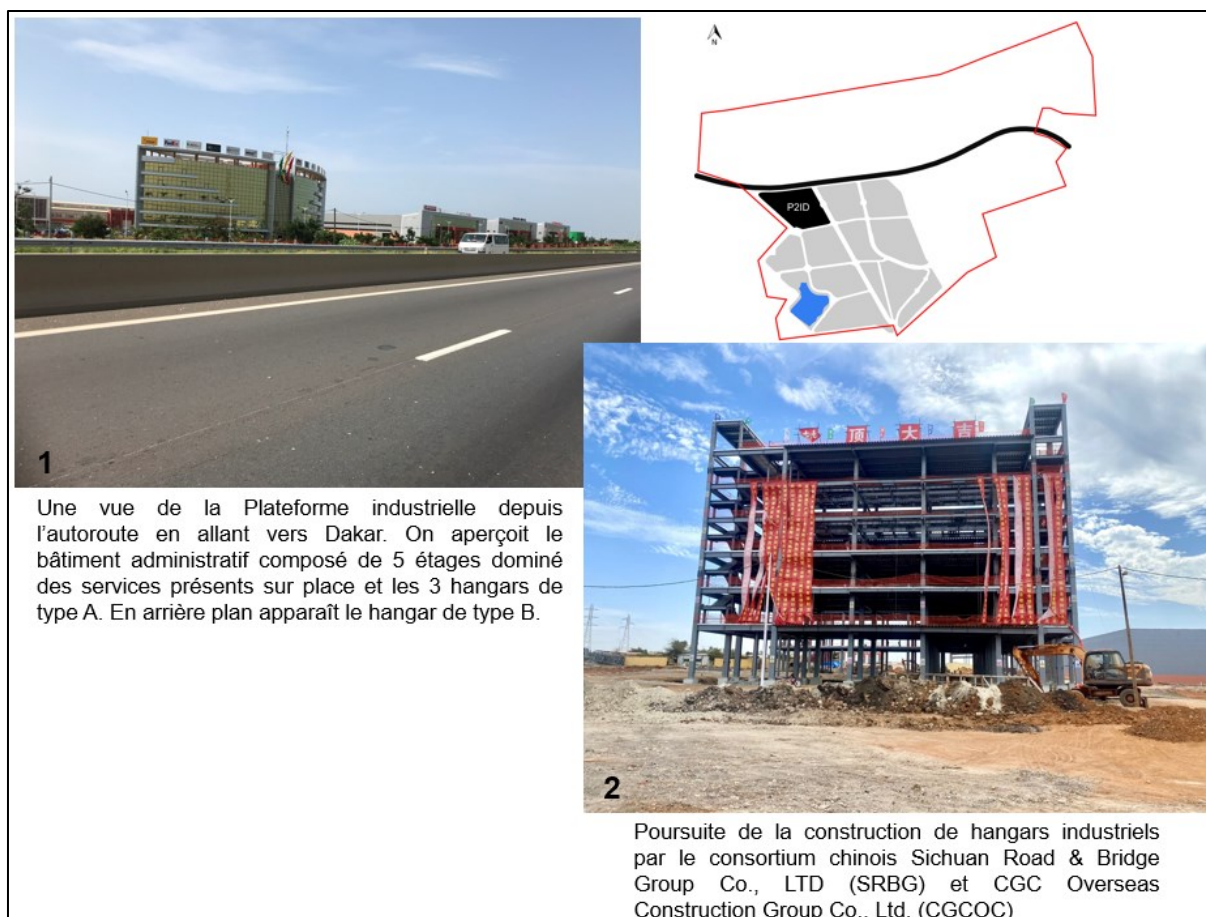 N
P2ID
1
Une vue de la Plateforme industrielle depuis
l'autoroute en allant vers Dakar. On aperçoit le
bâtiment administratif composé de 5 étages dominé
des services présents sur place et les 3 hangars de
type A. En arrière plan apparaît le hangar de type B.
顶大吉
2
Poursuite de la construction de hangars industriels
par le consortium chinois Sichuan Road & Bridge
Group Co., LTD (SRBG) et CGC Overseas
Construction Group Co., Ltd. (CGCOC)